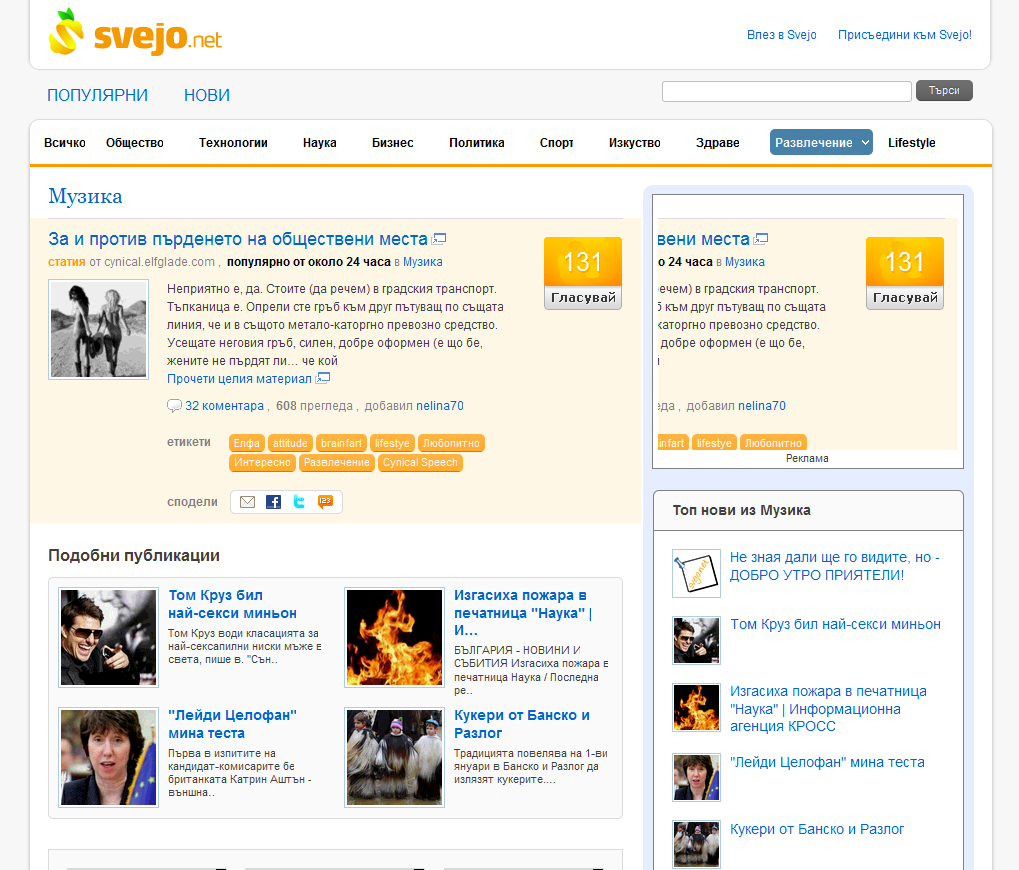 svejo.net
Влез в Svejo
Присъедини към Svejo!
ПОПУЛЯРНИ
НОВИ
Търси
Всичко
Общество
Технологии
Наука
Бизнес
Политика
Спорт
Изкуство
Здраве
Развлечение
Lifestyle
Музика
За и против пърденето на обществени места
статия от cynical.elfglade.com , популярно от около 24 часа в Музика
131
Гласувай
Неприятно е, да. Стоите (да речем) в градския транспорт.
Тъпканица е. Опрели сте гръб към друг пътуващ по същата
линия, че и в същото метало-каторгно превозно средство.
Усещате неговия гръб, силен, добре оформен (е що бе,
жените не пърдят ли… че кой
Прочети целия материал
32 коментара , 608 прегледа , добавил nelina70
етикети
Елфа attitude brainfart lifestye Любопитно
Интересно Развлечение Cynical Speech
сподели
123
вени места
о 24 часа в Музика
131
Гласувай
ечем) в градския транспорт.
ъб към друг пътуващ по същата
каторгно превозно средство.
добре оформен (е що бе,
й
еда , добавил nelina70
infart lifestye Любопитно
Реклама
Подобни публикации
Том Круз бил
най-секси миньон
Том Круз води класацията за
най-сексапилни ниски мъже в
света, пише в. "Сън..
Изгасиха пожара в
печатница "Наука" |
И…
БЪЛГАРИЯ - НОВИНИ И
СЪБИТИЯ Изгасиха пожара в
печатница Наука / Последна
ре..
"Лейди Целофан"
мина теста
Първа в изпитите на
кандидат-комисарите бе
британката Катрин Аштън -
външна..
Кукери от Банско и
Разлог
Традицията повелява на 1-ви
януари в Банско и Разлог да
излязат кукерите....
Топ нови из Музика
svejo.net
Не зная дали ще го видите, но -
ДОБРО УТРО ПРИЯТЕЛИ!
Том Круз бил най-секси миньон
Изгасиха пожара в печатница
"Наука" | Информационна
агенция КРОСС
"Лейди Целофан" мина теста
Кукери от Банско и Разлог